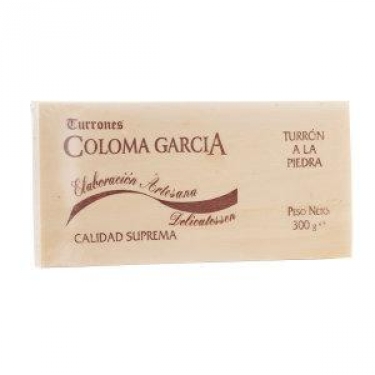 Turrones
COLOMA GARCIA
Elaboración Artesana
Delicatessen
CALIDAD SUPREMA
TURRÓN
A LA
PIEDRA
PESO NETO:
300 g